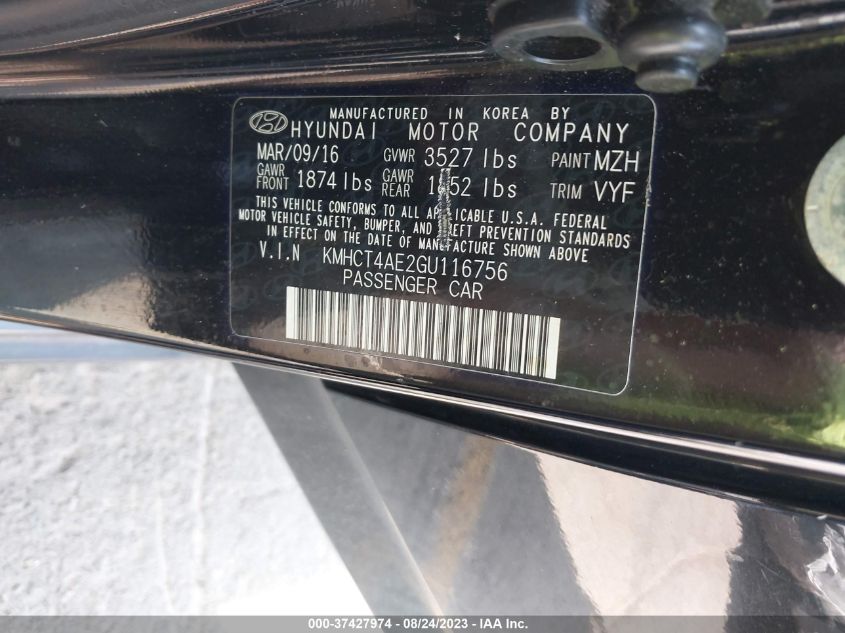 MANUFACTURED IN KOREA BY
HYUNDAI MOTOR COMPANY
MAR/09/16 GVWR 3527 lbs PAINT MZH
GAWR FRONT 1874 lbs GAWR REAR lbs TRIM VYF
THIS VEHICLE CONFORMS TO ALL APPLICABLE U.S.A. FEDERAL
MOTOR VEHICLE SAFETY, BUMPER, AND THEFT PREVENTION STANDARDS
IN EFFECT ON THE DATE OF MANUFACTURE SHOWN ABOVE
V.I.N KMHCT4AE2GU116756
PASSENGER CAR
000-37427974 - 08/24/2023 - IAA.